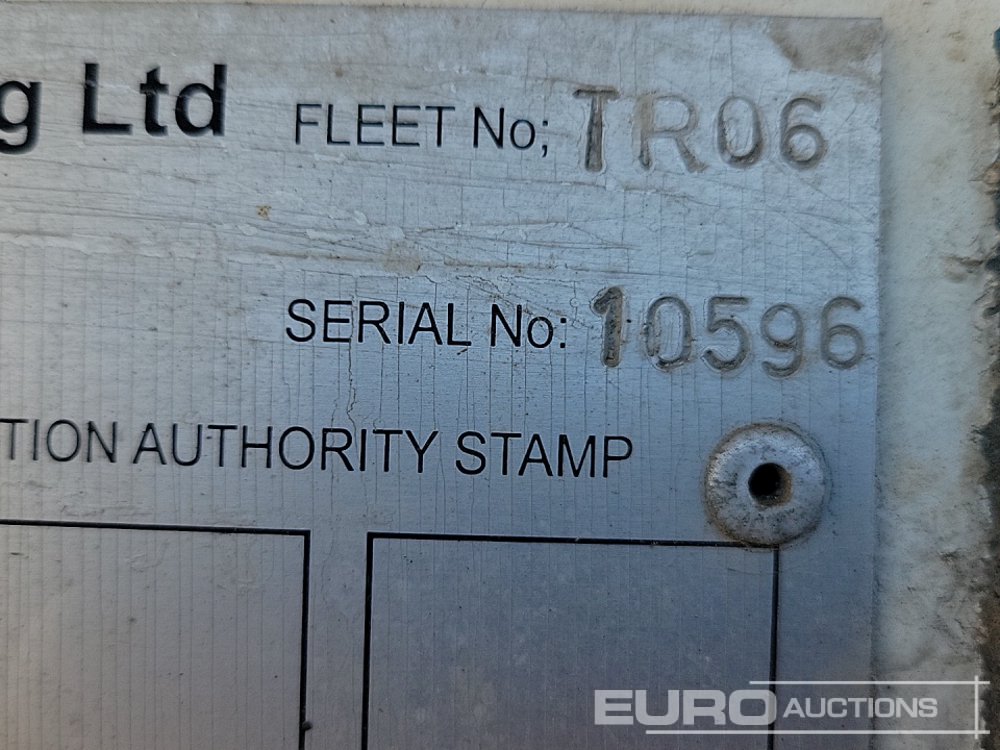 g Ltd FLEET No; TR06
SERIAL No: 10596
TION AUTHORITY STAMP
EURO AUCTIONS